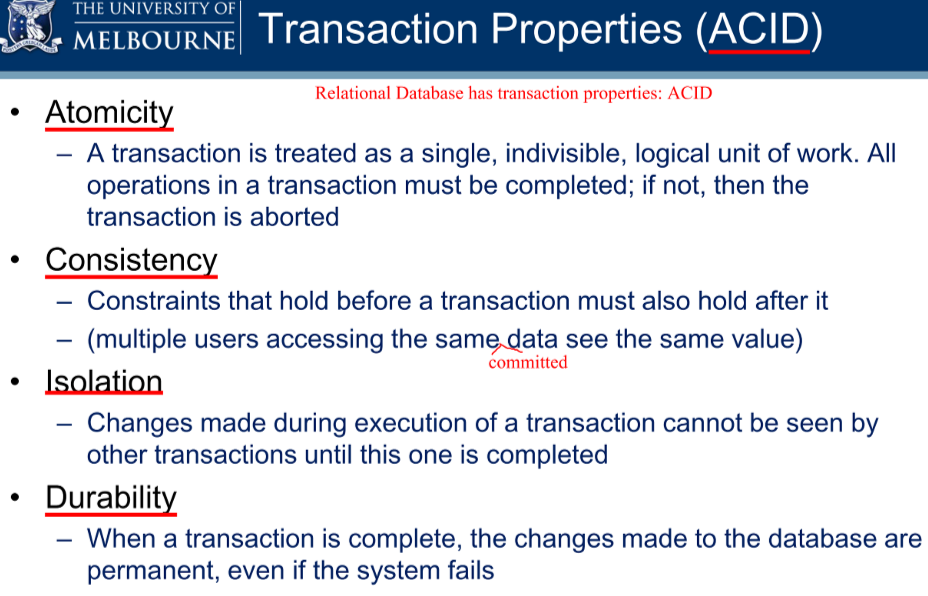 THE UNIVERSITY OF
MELBOURNE
Transaction Properties (ACID)
Relational Database has transaction properties: ACID
• Atomicity
– A transaction is treated as a single, indivisible, logical unit of work. All
operations in a transaction must be completed; if not, then the
transaction is aborted
• Consistency
– Constraints that hold before a transaction must also hold after it
– (multiple users accessing the same data see the same value)
committed
• Isolation
– Changes made during execution of a transaction cannot be seen by
other transactions until this one is completed
• Durability
– When a transaction is complete, the changes made to the database are
permanent, even if the system fails